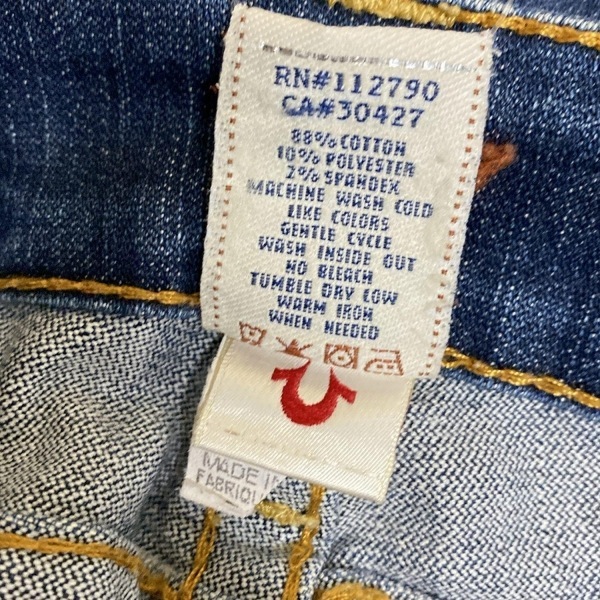 RN#112790
CA#30427
88% COTTON
10% POLYESTER
2% SPANDEX
MACHINE WASH COLD
LIKE COLORS
GENTLE CYCLE
WASH INSIDE OUT
NO BLEACH
TUMBLE DRY LOW
WARM IRON
WHEN NEEDED
MADE IN
FABRIQU